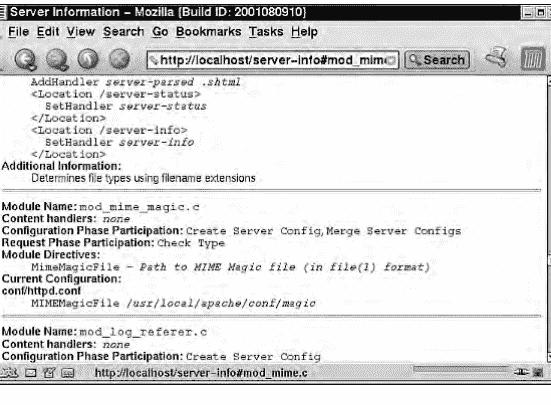 Server Information - Mozilla {Build ID: 2001080910}
File Edit View Search Go Bookmarks Tasks Help
http://localhost/server-info#mod_mime Search
AddHandler server-parsed .shtml
<Location /server-status>
SetHandler server-status
</Location>
<Location /server-info>
SetHandler server-info
</Location>
Additional Information:
Determines file types using filename extensions
Module Name: mod_mime_magic.c
Content handlers: none
Configuration Phase Participation: Create Server Config, Merge Server Configs
Request Phase Participation: Check Type
Module Directives:
MimeMagicFile - Path to MIME Magic file (in file(1) format)
Current Configuration:
conf/httpd.conf
MIMEMagicFile /usr/local/apache/conf/magic
Module Name: mod_log_referer.c
Content handlers: none
Configuration Phase Participation: Create Server Config
http://localhost/server-info#mod_mime.c